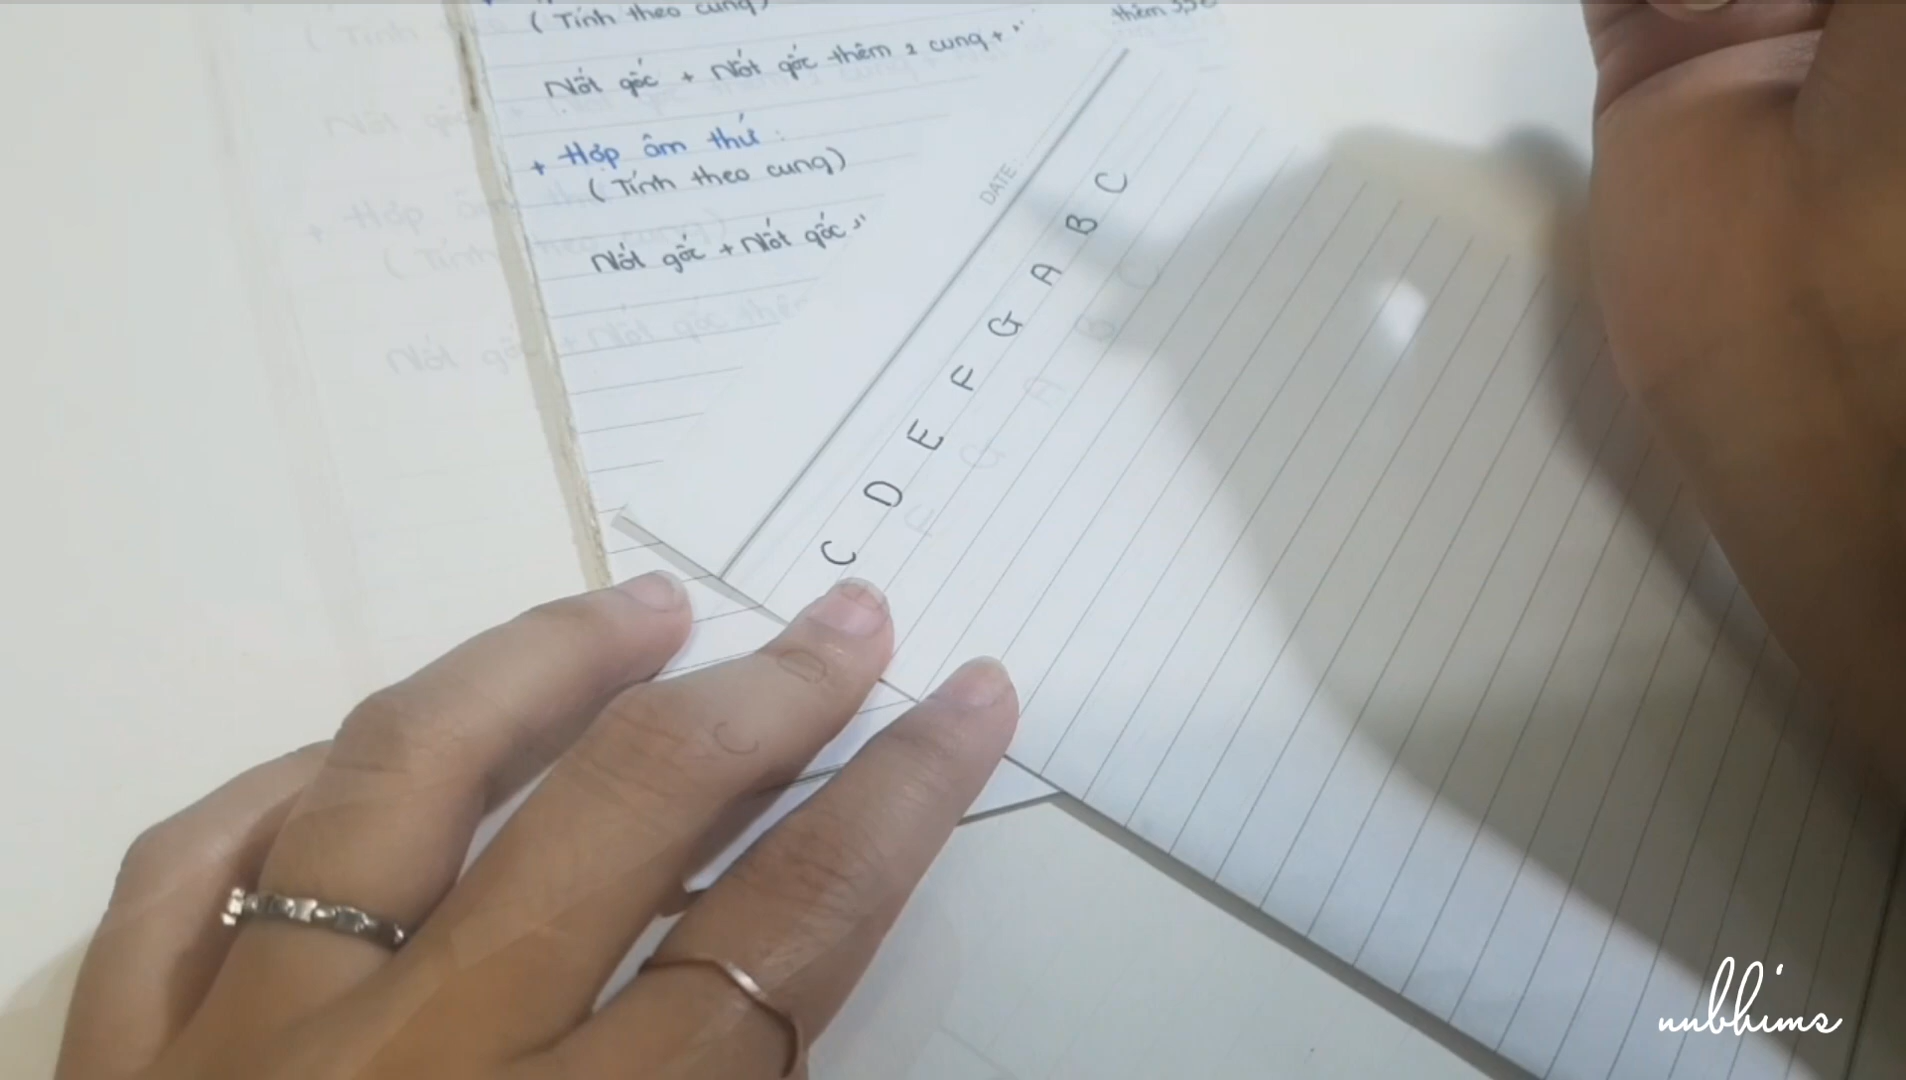 ( Tính theo cung)
Nốt gốc + Nốt gốc thêm 2 cung +
thêm 3,5
+ Hợp âm thứ :
( Tính theo cung)
Nốt gốc + Nốt gốc
DATE
C D E F G A B C
nnbhims